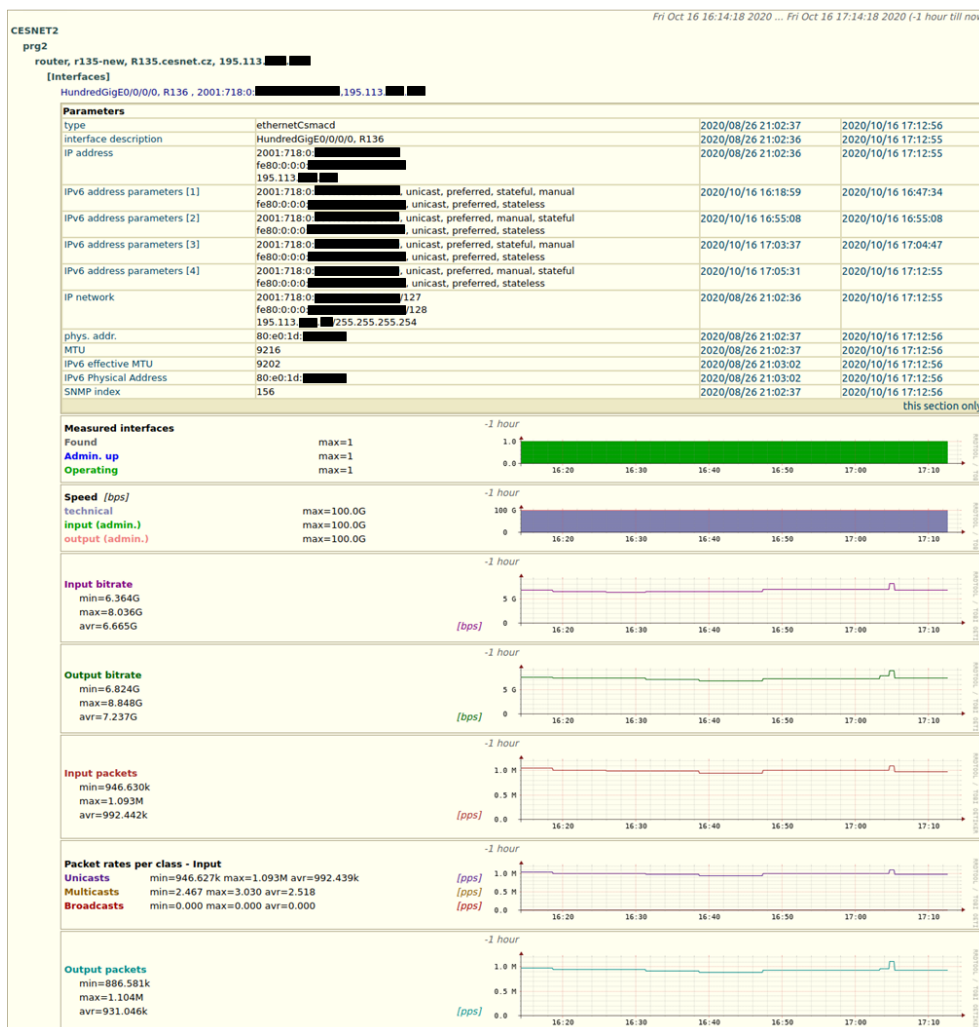 Fri Oct 16 16:14:18 2020 ... Fri Oct 16 17:14:18 2020 (-1 hour till now
CESNET2
prg2
router, r135-new, R135.cesnet.cz, 195.113. .
[Interfaces]
HundredGigE0/0/0/0, R136 , 2001:718:0: ,195.113. .
Parameters
type ethernetCsmacd 2020/08/26 21:02:37 2020/10/16 17:12:56
interface description HundredGigE0/0/0/0, R136 2020/08/26 21:02:36 2020/10/16 17:12:55
IP address 2001:718:0: 2020/08/26 21:02:36 2020/10/16 17:12:55
fe80:0:0:0:
195.113. .
IPv6 address parameters [1] 2001:718:0: , unicast, preferred, stateful, manual 2020/10/16 16:18:59 2020/10/16 16:47:34
fe80:0:0:0: , unicast, preferred, stateless
IPv6 address parameters [2] 2001:718:0: , unicast, preferred, manual, stateful 2020/10/16 16:55:08 2020/10/16 16:55:08
fe80:0:0:0: , unicast, preferred, stateless
IPv6 address parameters [3] 2001:718:0: , unicast, preferred, stateful, manual 2020/10/16 17:03:37 2020/10/16 17:04:47
fe80:0:0:0: , unicast, preferred, stateless
IPv6 address parameters [4] 2001:718:0: , unicast, preferred, manual, stateful 2020/10/16 17:05:31 2020/10/16 17:12:55
fe80:0:0:0: , unicast, preferred, stateless
IP network 2001:718:0: /127 2020/08/26 21:02:36 2020/10/16 17:12:55
fe80:0:0:0: /128
195.113. . /255.255.255.254
phys. addr. 80:e0:1d: 2020/08/26 21:02:37 2020/10/16 17:12:56
MTU 9216 2020/08/26 21:02:37 2020/10/16 17:12:56
IPv6 effective MTU 9202 2020/08/26 21:03:02 2020/10/16 17:12:56
IPv6 Physical Address 80:e0:1d: 2020/08/26 21:03:02 2020/10/16 17:12:56
SNMP index 156 2020/08/26 21:02:37 2020/10/16 17:12:56
this section only
Measured interfaces -1 hour
Found max=1 1.0
Admin. up max=1
Operating max=1 0.0
16:20 16:30 16:40 16:50 17:00 17:10
Speed [bps] -1 hour
technical max=100.0G 100 G
input (admin.) max=100.0G
output (admin.) max=100.0G 0
16:20 16:30 16:40 16:50 17:00 17:10
-1 hour
Input bitrate
min=6.364G 5 G
max=8.036G
avr=6.665G [bps] 0
16:20 16:30 16:40 16:50 17:00 17:10
-1 hour
Output bitrate
min=6.824G 5 G
max=8.848G
avr=7.237G [bps] 0
16:20 16:30 16:40 16:50 17:00 17:10
-1 hour
Input packets 1.0 M
min=946.630k
max=1.093M 0.5 M
avr=992.442k [pps] 0.0
16:20 16:30 16:40 16:50 17:00 17:10
-1 hour
Packet rates per class - Input
Unicasts min=946.627k max=1.093M avr=992.439k [pps] 1.0 M
Multicasts min=2.467 max=3.030 avr=2.518 [pps] 0.5 M
Broadcasts min=0.000 max=0.000 avr=0.000 [pps] 0.0
16:20 16:30 16:40 16:50 17:00 17:10
-1 hour
Output packets 1.0 M
min=886.581k
max=1.104M 0.5 M
avr=931.046k [pps] 0.0
16:20 16:30 16:40 16:50 17:00 17:10